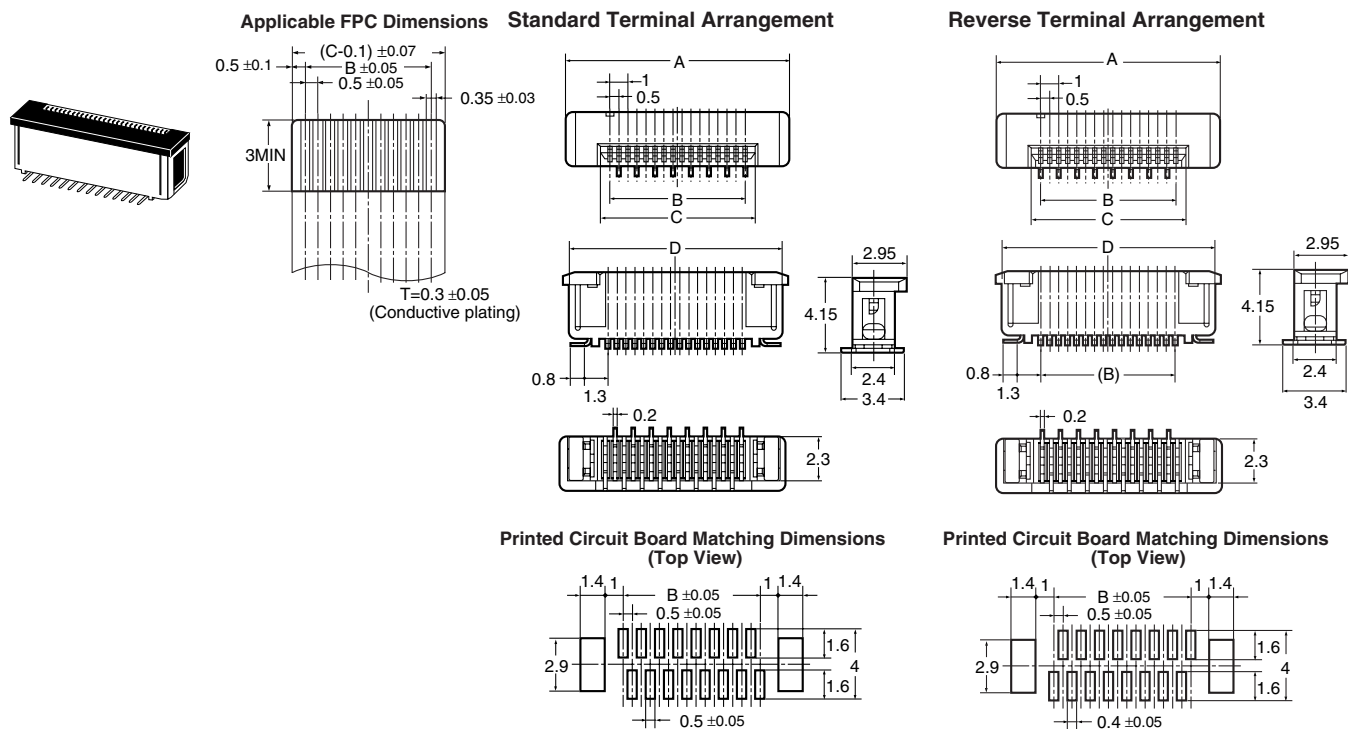 Applicable FPC Dimensions
(C-0.1) ±0.07
0.5 ±0.1
B ±0.05
0.5 ±0.05
0.35 ±0.03
3MIN
T=0.3 ±0.05
(Conductive plating)
Standard Terminal Arrangement
A
1
0.5
B
C
D
2.95
4.15
0.8
1.3
2.4
3.4
0.2
2.3
Printed Circuit Board Matching Dimensions
(Top View)
1.4
1
B ±0.05
1
1.4
0.5 ±0.05
2.9
1.6
4
1.6
0.5 ±0.05
Reverse Terminal Arrangement
A
1
0.5
B
C
D
2.95
4.15
0.8
(B)
1.3
2.4
3.4
0.2
2.3
Printed Circuit Board Matching Dimensions
(Top View)
1.4
1
B ±0.05
1
1.4
0.5 ±0.05
2.9
1.6
4
1.6
0.4 ±0.05